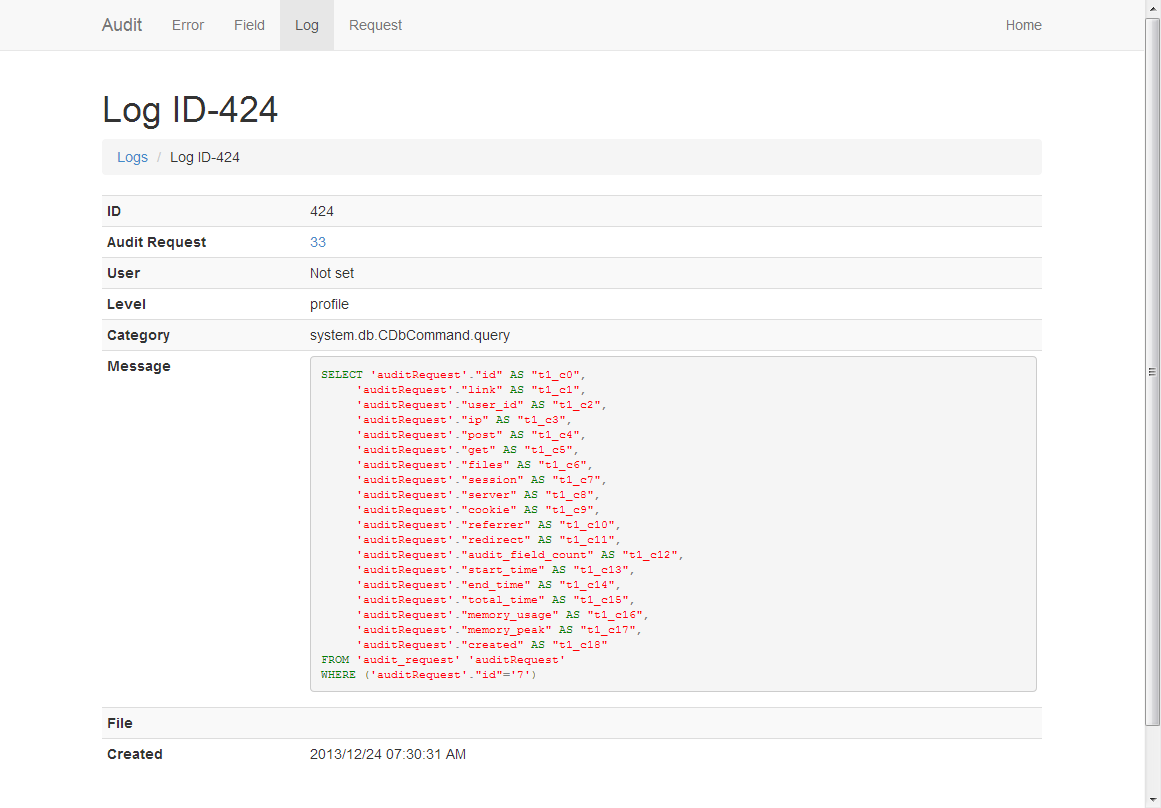 Audit Error Field Log Request Home
Log ID-424
Logs / Log ID-424
ID 424
Audit Request 33
User Not set
Level profile
Category system.db.CDbCommand.query
Message
SELECT 'auditRequest'."id" AS "t1_c0",
'auditRequest'."link" AS "t1_c1",
'auditRequest'."user_id" AS "t1_c2",
'auditRequest'."ip" AS "t1_c3",
'auditRequest'."post" AS "t1_c4",
'auditRequest'."get" AS "t1_c5",
'auditRequest'."files" AS "t1_c6",
'auditRequest'."session" AS "t1_c7",
'auditRequest'."server" AS "t1_c8",
'auditRequest'."cookie" AS "t1_c9",
'auditRequest'."referrer" AS "t1_c10",
'auditRequest'."redirect" AS "t1_c11",
'auditRequest'."audit_field_count" AS "t1_c12",
'auditRequest'."start_time" AS "t1_c13",
'auditRequest'."end_time" AS "t1_c14",
'auditRequest'."total_time" AS "t1_c15",
'auditRequest'."memory_usage" AS "t1_c16",
'auditRequest'."memory_peak" AS "t1_c17",
'auditRequest'."created" AS "t1_c18"
FROM 'audit_request' 'auditRequest'
WHERE ('auditRequest'."id"='7')
File
Created 2013/12/24 07:30:31 AM